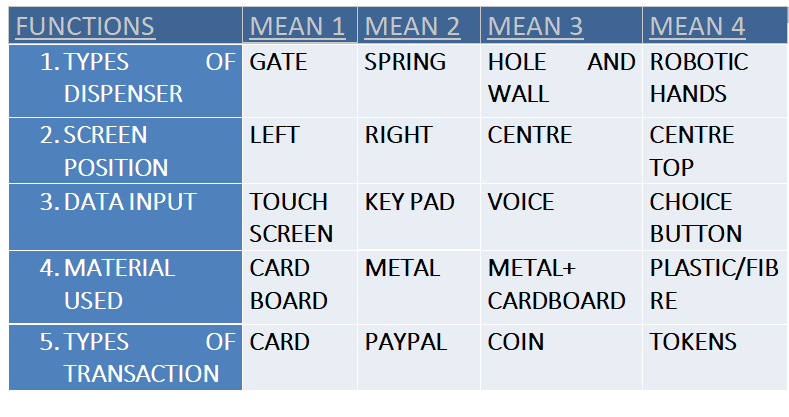 FUNCTIONS MEAN 1 MEAN 2 MEAN 3 MEAN 4
1. TYPES OF GATE SPRING HOLE AND ROBOTIC
DISPENSER WALL HANDS
2. SCREEN LEFT RIGHT CENTRE CENTRE
POSITION TOP
3. DATA INPUT TOUCH KEY PAD VOICE CHOICE
SCREEN BUTTON
4. MATERIAL CARD METAL METAL+ PLASTIC/FIB
USED BOARD CARDBOARD RE
5. TYPES OF CARD PAYPAL COIN TOKENS
TRANSACTION